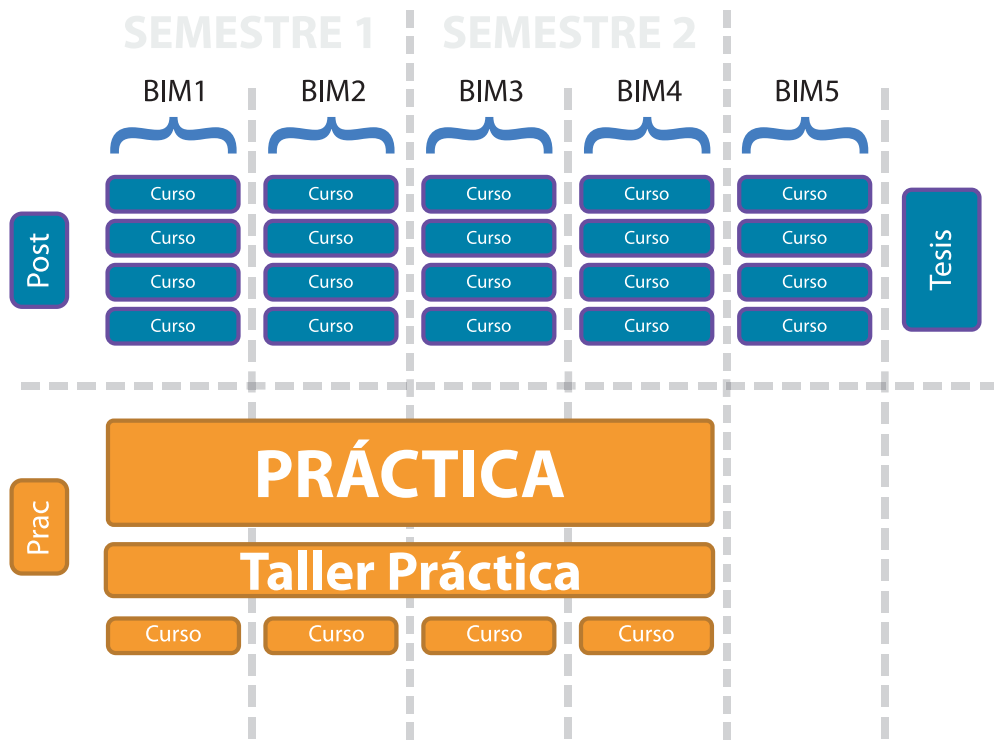 SEMESTRE 1 SEMESTRE 2
BIM1 BIM2 BIM3 BIM4 BIM5
Curso Curso Curso Curso Curso
Curso Curso Curso Curso Curso
Curso Curso Curso Curso Curso
Curso Curso Curso Curso Curso
Post
Tesis
PRÁCTICA
Prac
Taller Práctica
Curso Curso Curso Curso